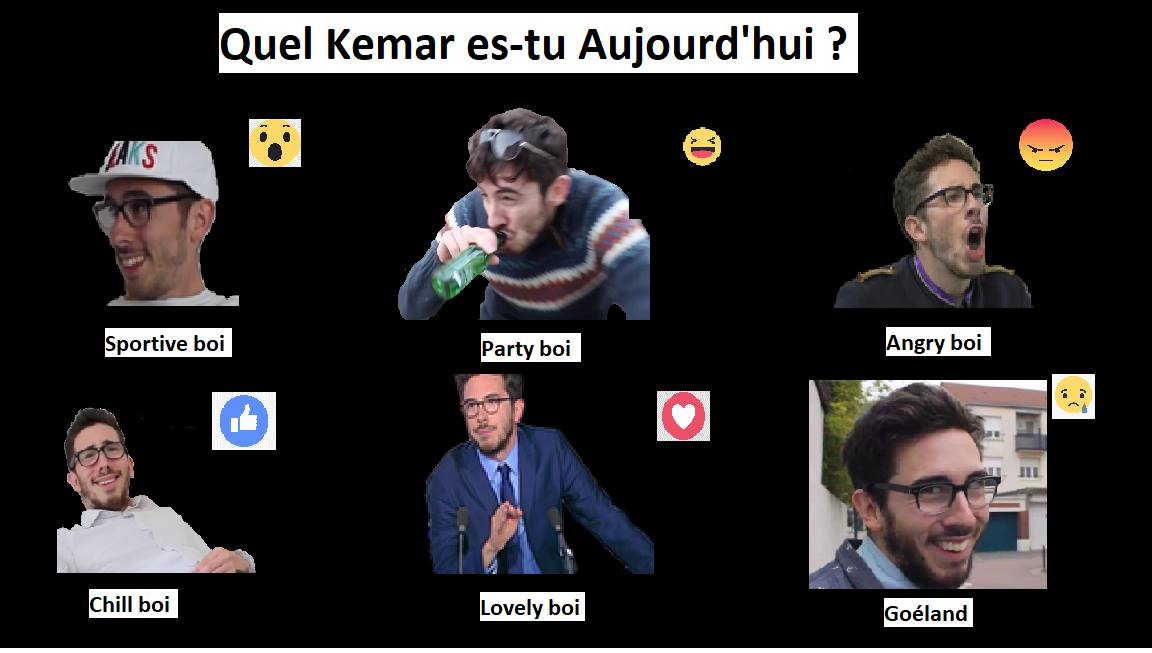 Quel Kemar es-tu Aujourd'hui ?
Sportive boi
Party boi
Angry boi
Chill boi
Lovely boi
Goéland